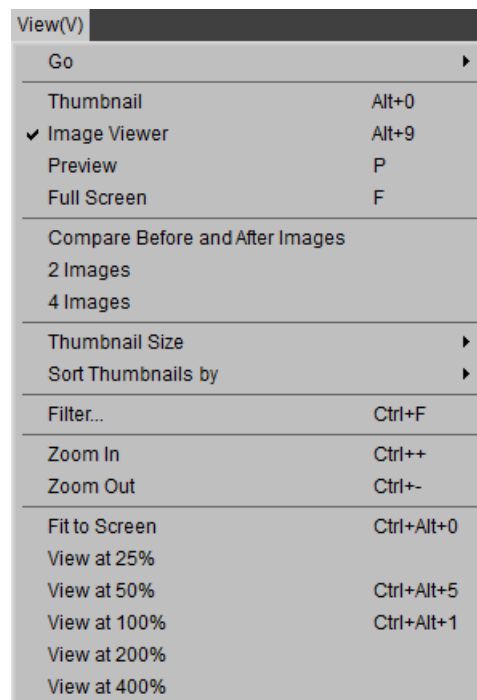 View(V)
Go
Thumbnail Alt+0
Image Viewer Alt+9
Preview P
Full Screen F
Compare Before and After Images
2 Images
4 Images
Thumbnail Size
Sort Thumbnails by
Filter... Ctrl+F
Zoom In Ctrl++
Zoom Out Ctrl+-
Fit to Screen Ctrl+Alt+0
View at 25%
View at 50% Ctrl+Alt+5
View at 100% Ctrl+Alt+1
View at 200%
View at 400%